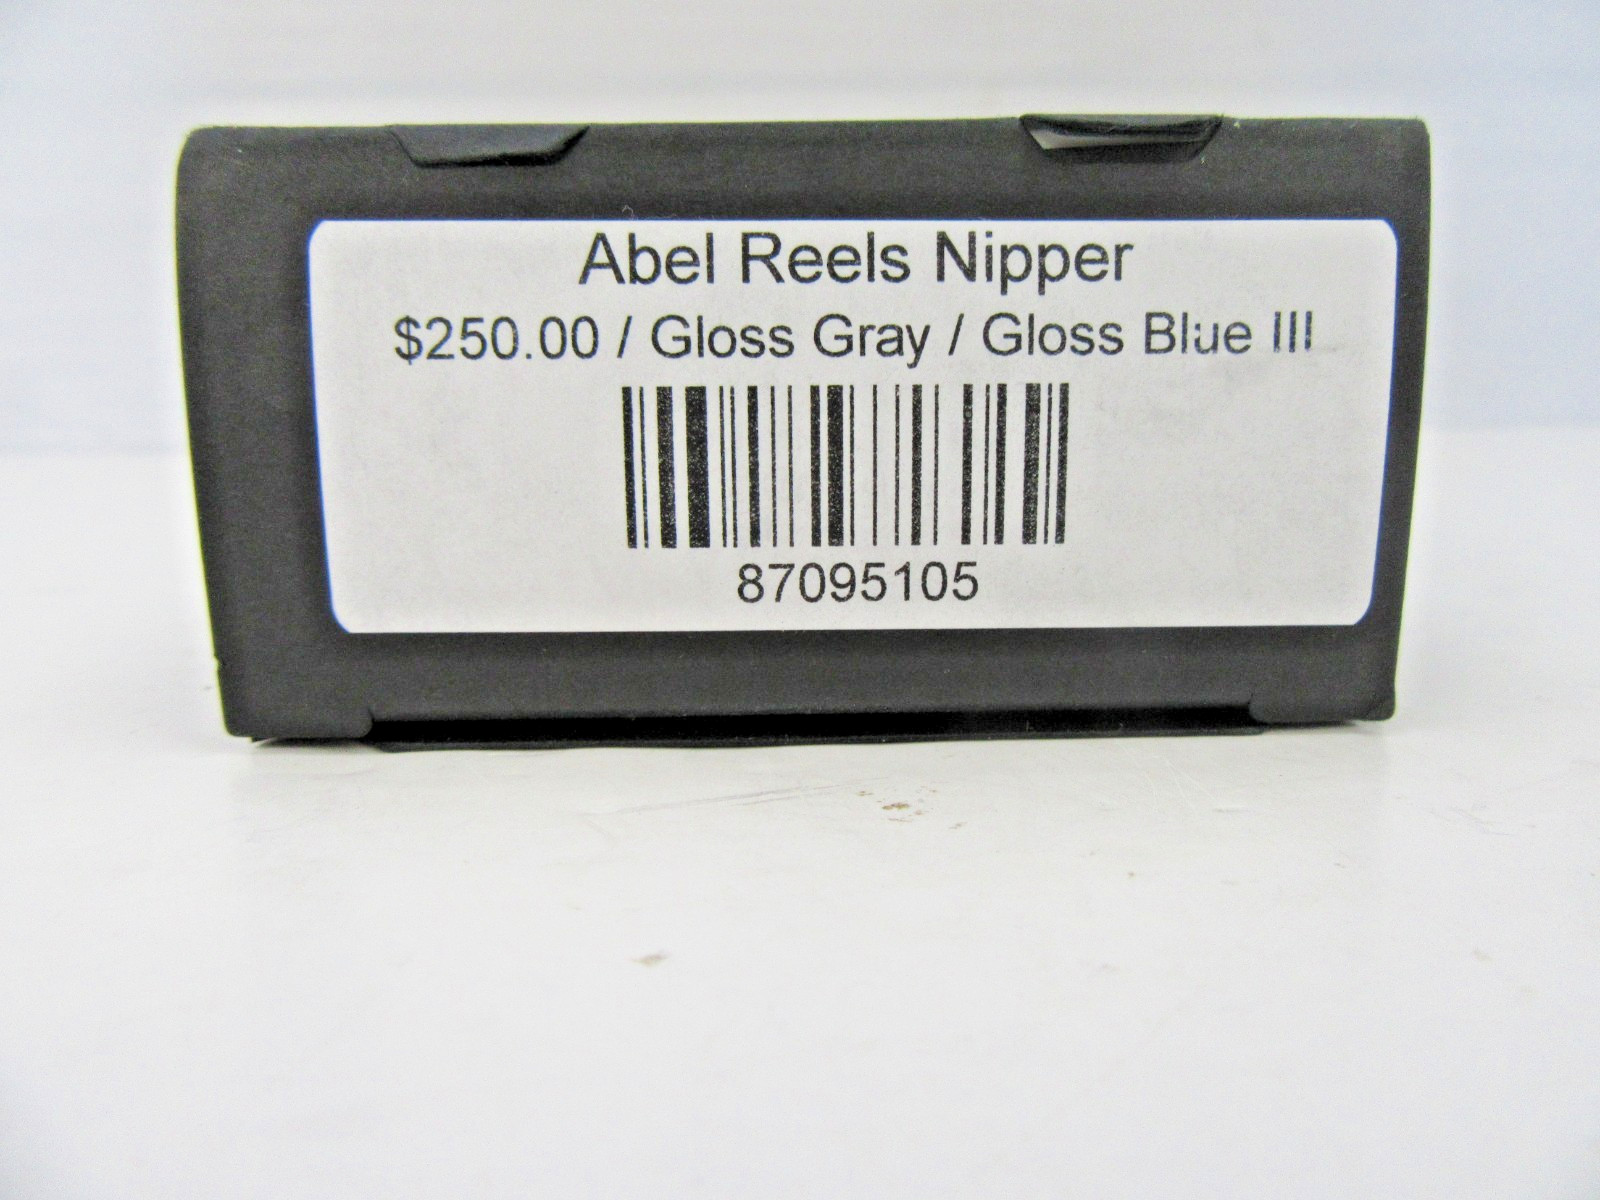 Abel Reels Nipper
$250.00 / Gloss Gray / Gloss Blue III
87095105